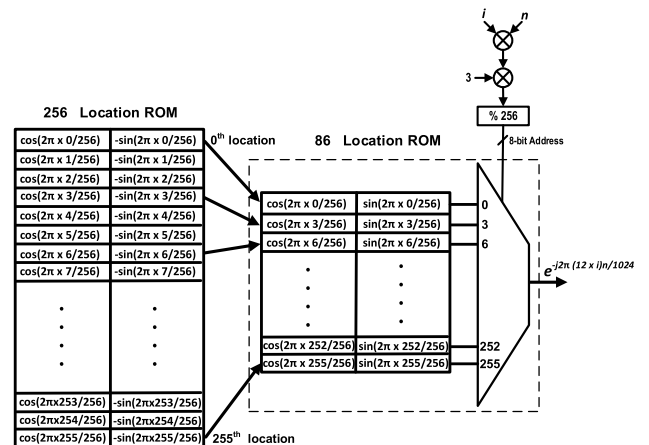 i n
3
% 256
8-bit Address
256 Location ROM
cos(2π x 0/256) -sin(2π x 0/256)
cos(2π x 1/256) -sin(2π x 1/256)
cos(2π x 2/256) -sin(2π x 2/256)
cos(2π x 3/256) -sin(2π x 3/256)
cos(2π x 4/256) -sin(2π x 4/256)
cos(2π x 5/256) -sin(2π x 5/256)
cos(2π x 6/256) -sin(2π x 6/256)
cos(2π x 7/256) -sin(2π x 7/256)
cos(2πx253/256) -sin(2πx253/256)
cos(2πx254/256) -sin(2πx254/256)
cos(2πx255/256) -sin(2πx255/256)
0th location
255th location
86 Location ROM
cos(2π x 0/256) sin(2π x 0/256) 0
cos(2π x 3/256) sin(2π x 3/256) 3
cos(2π x 6/256) sin(2π x 6/256) 6
cos(2π x 252/256) sin(2π x 252/256) 252
cos(2π x 255/256) sin(2π x 255/256) 255
e-j2π (12 x i)n/1024